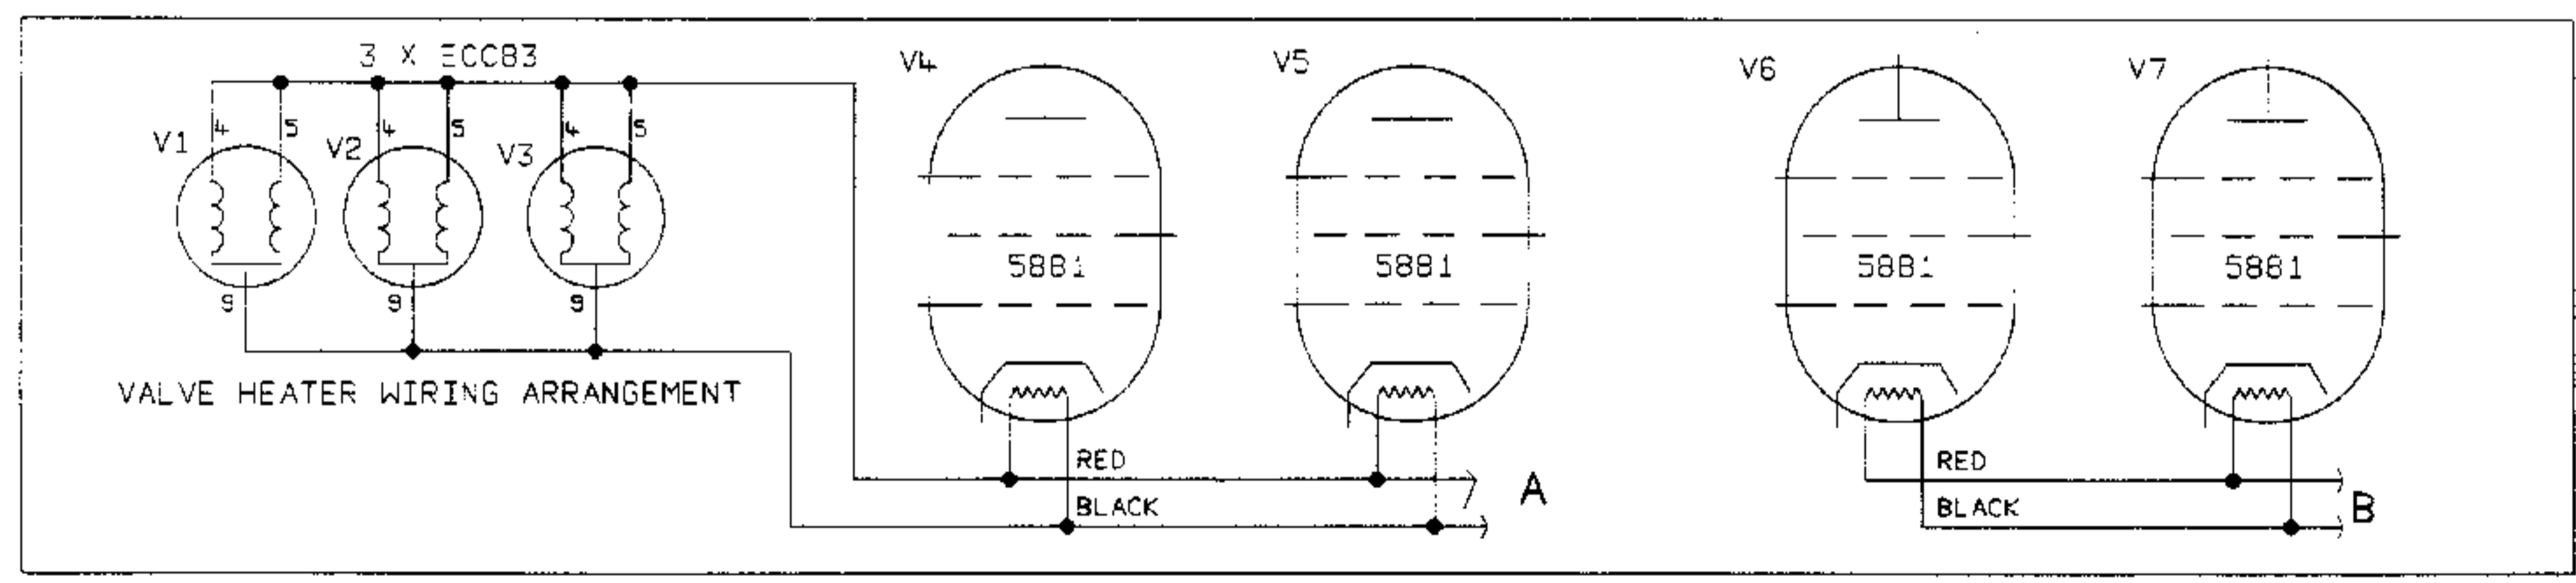 3 X ECC83
V4
V5
V6
V7
4
5
4
5
4
5
V1
V2
V3
5881
5881
5881
5881
9
9
9
VALVE HEATER WIRING ARRANGEMENT
RED
RED
A
BLACK
BLACK
B